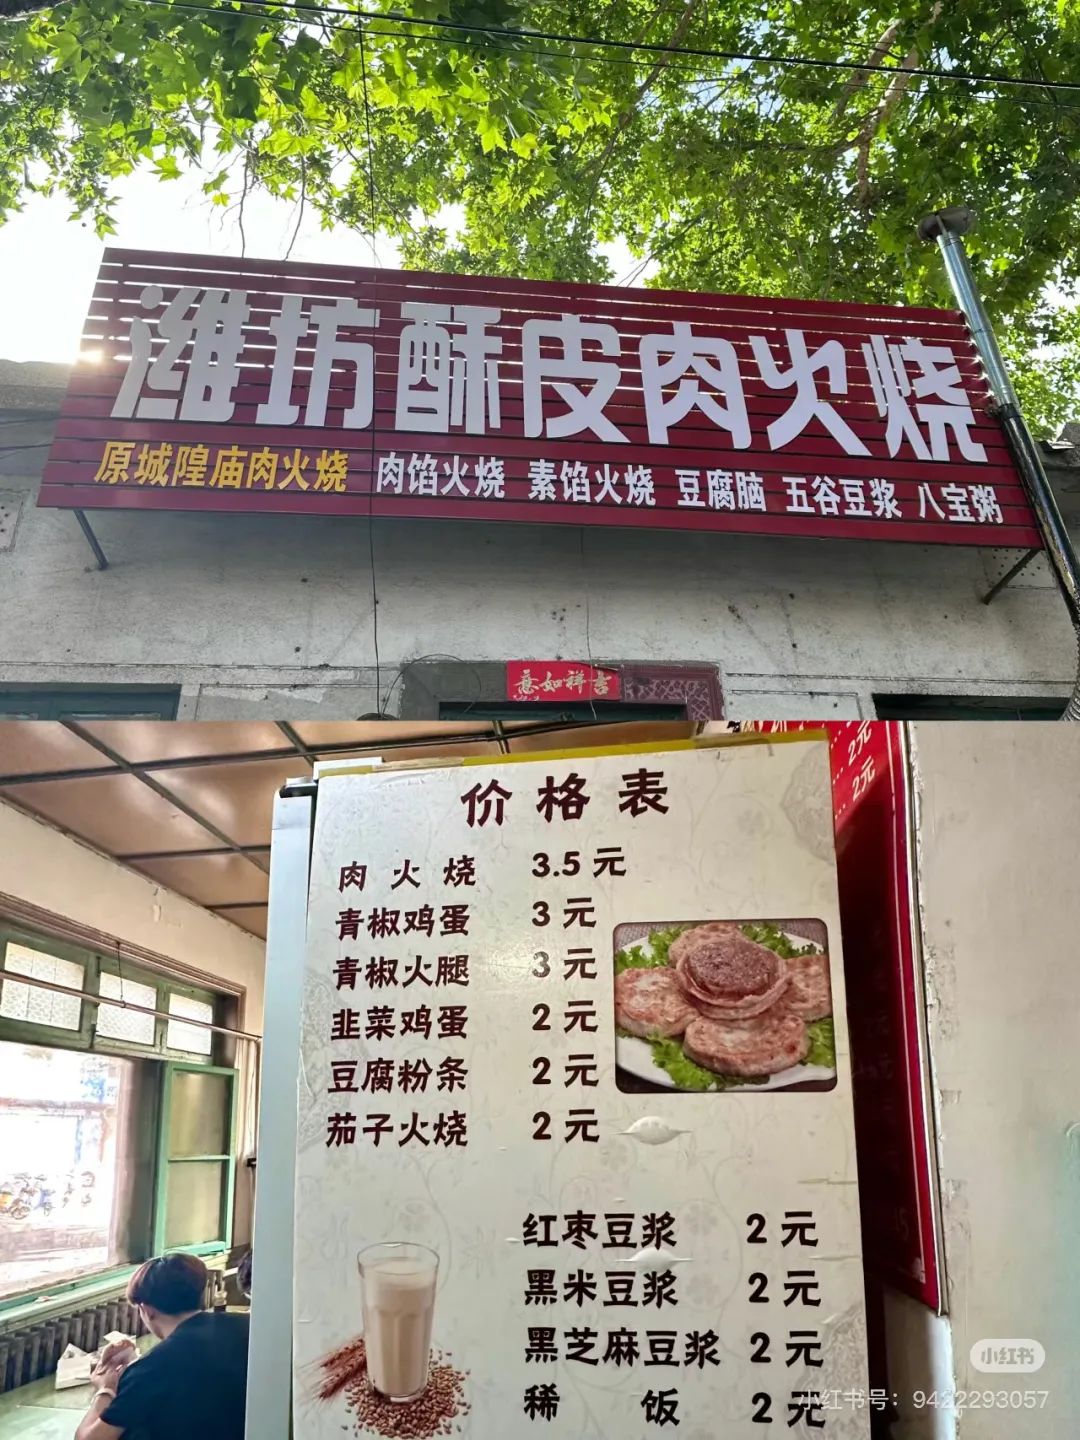 潍坊酥皮肉火烧
原城隍庙肉火烧 肉馅火烧 素馅火烧 豆腐脑 五谷豆浆 八宝粥
意如祥吉
2元
2元
价格表
肉火烧 3.5元
青椒鸡蛋 3元
青椒火腿 3元
韭菜鸡蛋 2元
豆腐粉条 2元
茄子火烧 2元
红枣豆浆 2元
黑米豆浆 2元
黑芝麻豆浆 2元
稀饭 2元
小红书
小红书号：9422293057